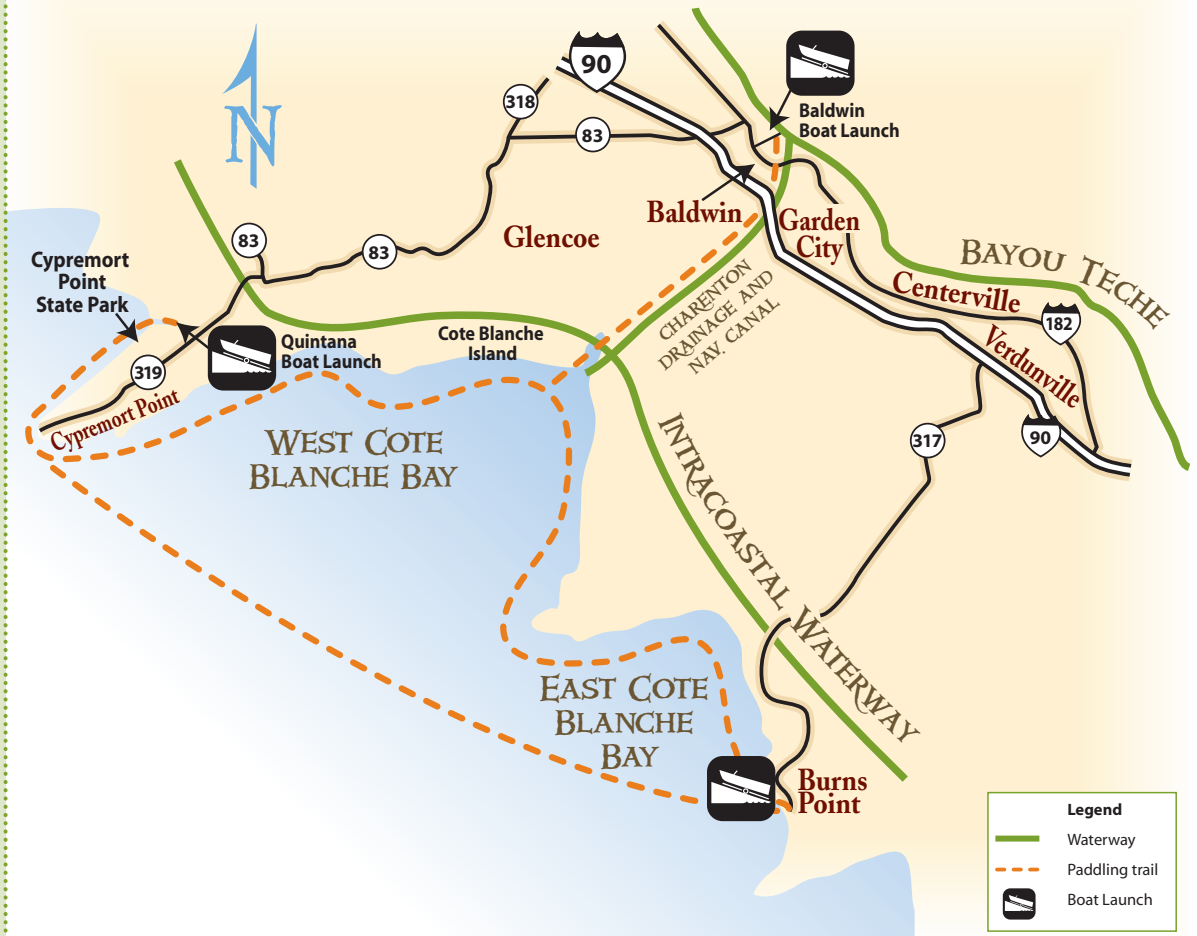 90
318
83
Baldwin
Boat Launch
N
Baldwin
Garden
City
83
83
Glencoe
BAYOU TECHE
Cypremort
Point
State Park
CHARENTON
DRAINAGE AND
NAV. CANAL
Centerville
182
Quintana
Boat Launch
Cote Blanche
Island
Verdunville
319
Cypremort Point
WEST COTE
BLANCHE BAY
317
90
INTRACOASTAL WATERWAY
EAST COTE
BLANCHE
BAY
Burns
Point
Legend
Waterway
Paddling trail
Boat Launch